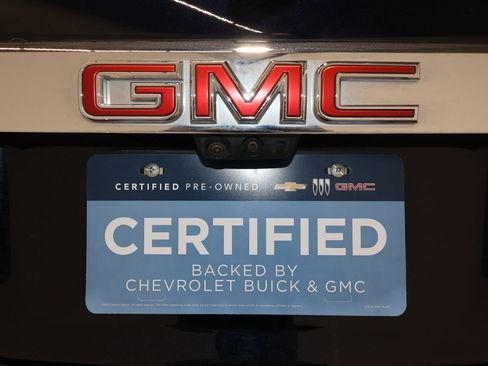 GMC
CERTIFIED PRE-OWNED GMC
CERTIFIED
BACKED BY
CHEVROLET BUICK & GMC